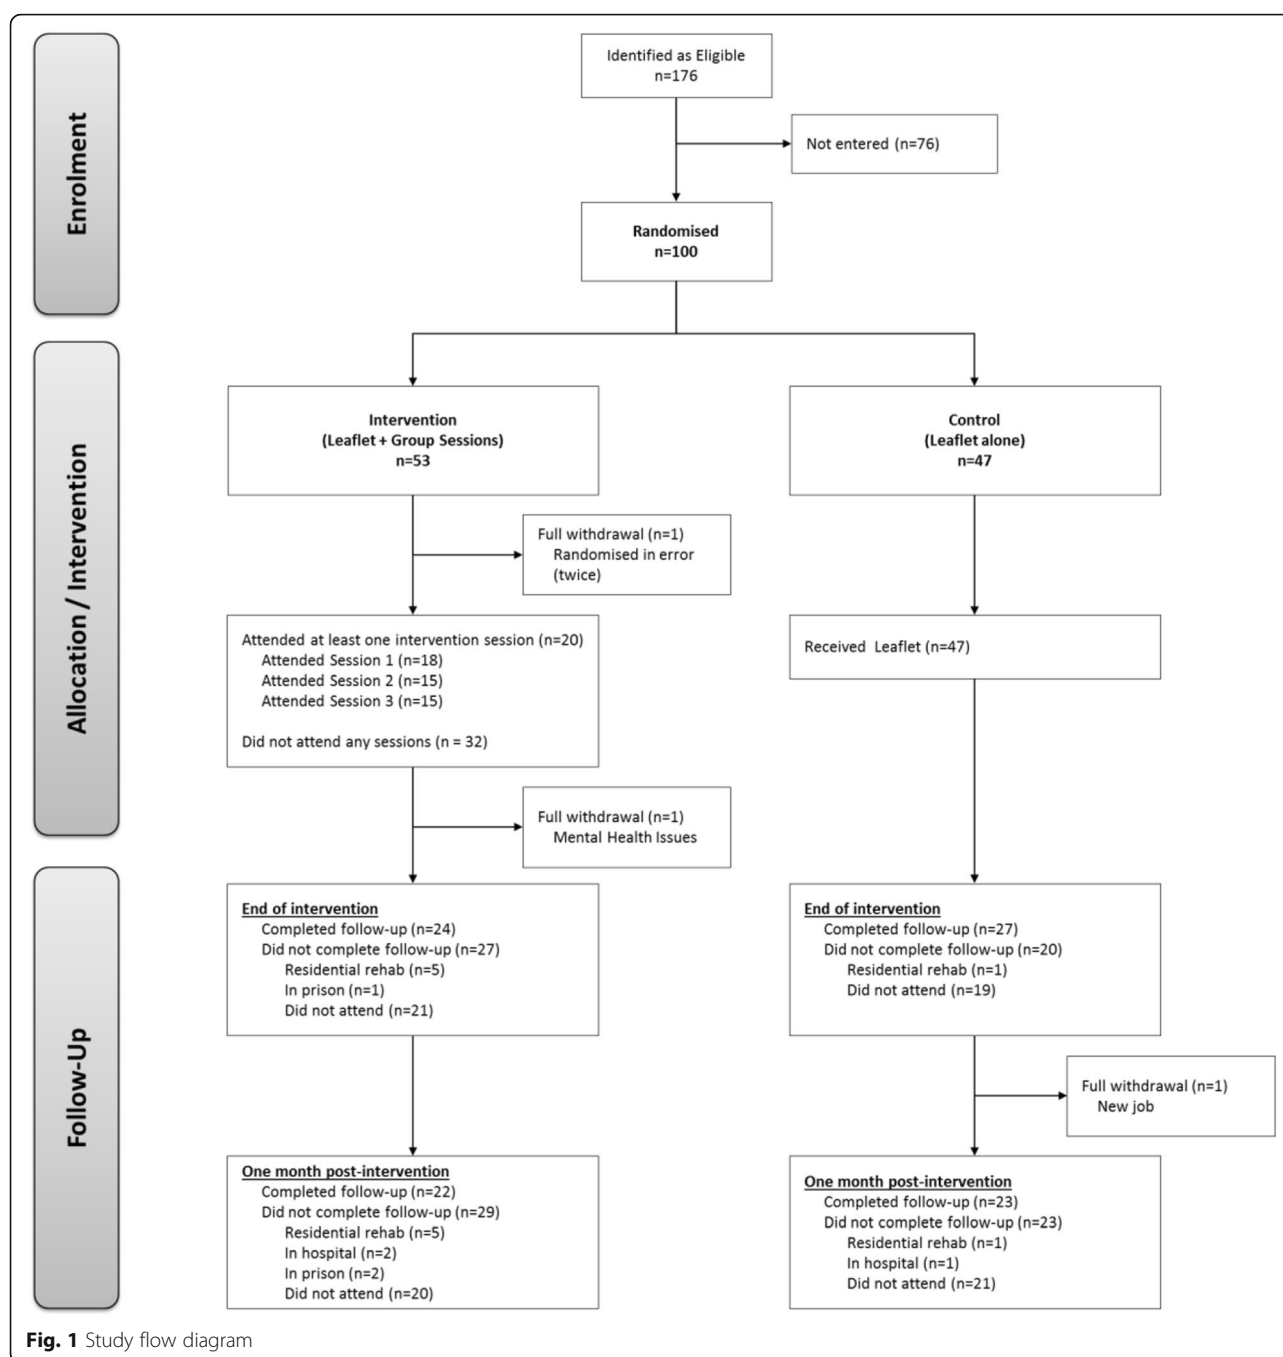 Enrolment
Identified as Eligible
n=176
Not entered (n=76)
Randomised
n=100
Allocation / Intervention
Intervention
(Leaflet + Group Sessions)
n=53
Control
(Leaflet alone)
n=47
Full withdrawal (n=1)
Randomised in error
(twice)
Attended at least one intervention session (n=20)
Attended Session 1 (n=18)
Attended Session 2 (n=15)
Attended Session 3 (n=15)
Did not attend any sessions (n = 32)
Received Leaflet (n=47)
Full withdrawal (n=1)
Mental Health Issues
Follow-Up
End of intervention
Completed follow-up (n=24)
Did not complete follow-up (n=27)
Residential rehab (n=5)
In prison (n=1)
Did not attend (n=21)
End of intervention
Completed follow-up (n=27)
Did not complete follow-up (n=20)
Residential rehab (n=1)
Did not attend (n=19)
Full withdrawal (n=1)
New job
One month post-intervention
Completed follow-up (n=22)
Did not complete follow-up (n=29)
Residential rehab (n=5)
In hospital (n=2)
In prison (n=2)
Did not attend (n=20)
One month post-intervention
Completed follow-up (n=23)
Did not complete follow-up (n=23)
Residential rehab (n=1)
In hospital (n=1)
Did not attend (n=21)
Fig. 1 Study flow diagram